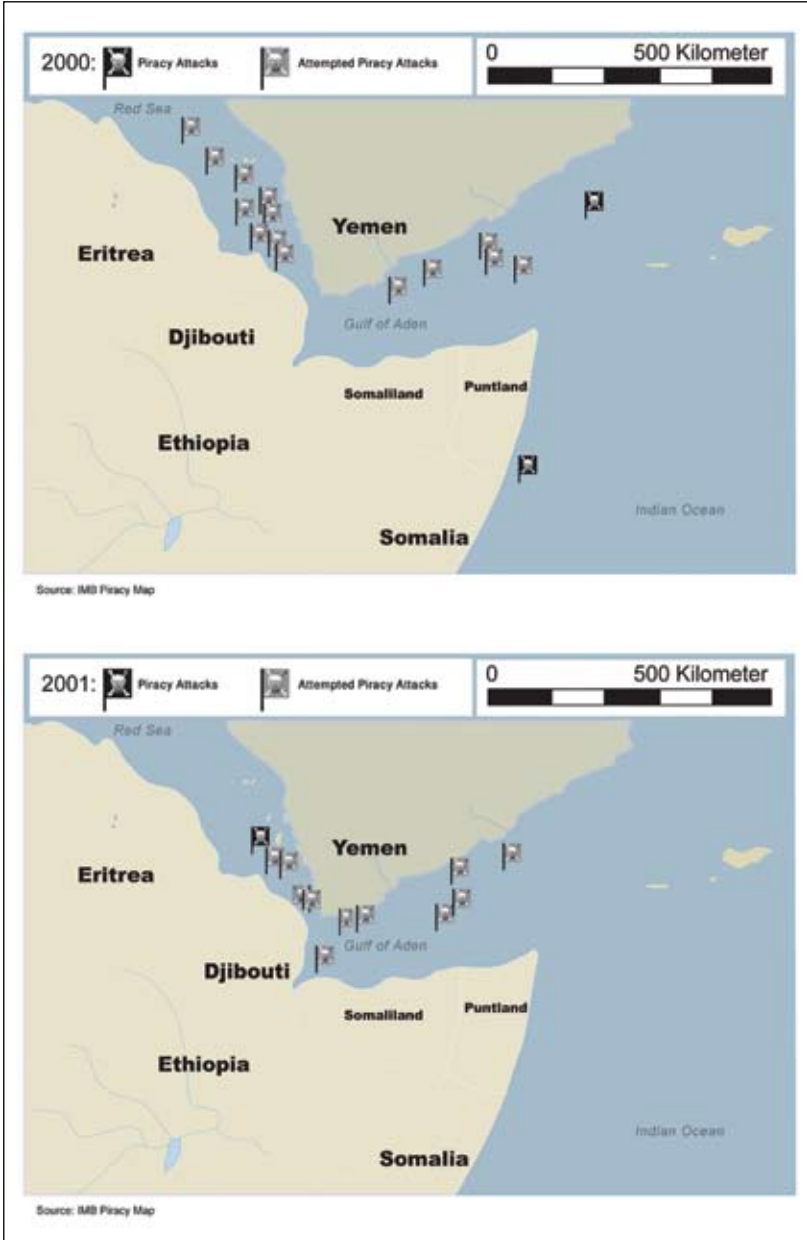 2000: Piracy Attacks Attempted Piracy Attacks 0 500 Kilometer
Red Sea
Yemen
Eritrea
Gulf of Aden
Djibouti
Somaliland Puntland
Ethiopia
Indian Ocean
Somalia
Source: IMB Piracy Map
2001: Piracy Attacks Attempted Piracy Attacks 0 500 Kilometer
Red Sea
Yemen
Eritrea
Gulf of Aden
Djibouti
Somaliland Puntland
Ethiopia
Indian Ocean
Somalia
Source: IMB Piracy Map